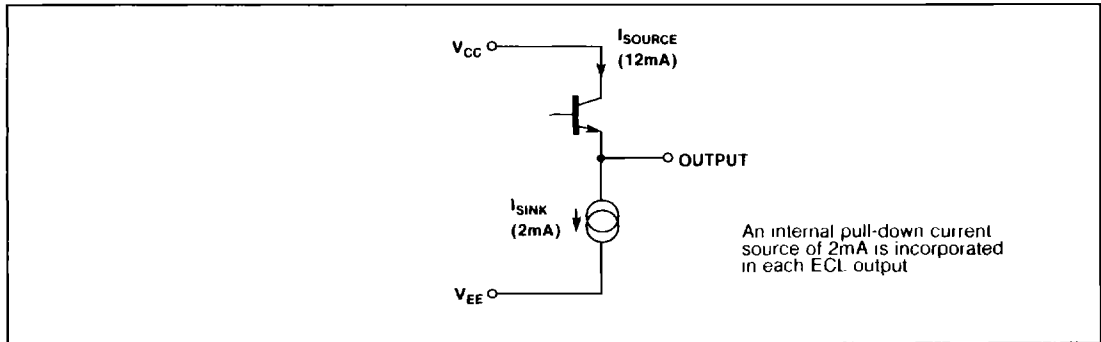 I_SOURCE
V_CC
(12mA)
OUTPUT
I_SINK
(2mA)
An internal pull-down current
source of 2mA is incorporated
in each ECL output
V_EE